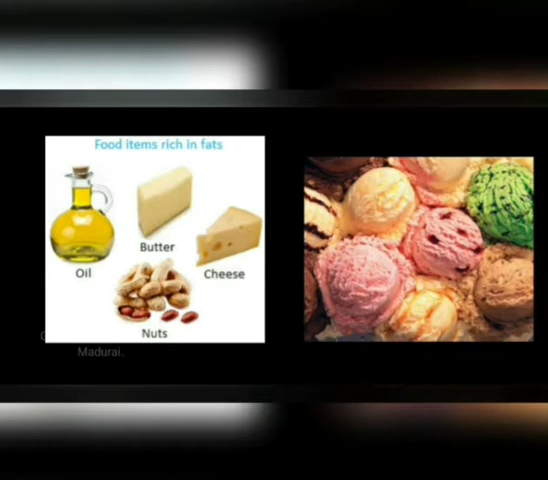 Food items rich in fats
Butter
Oil
Cheese
Nuts
Madurai.